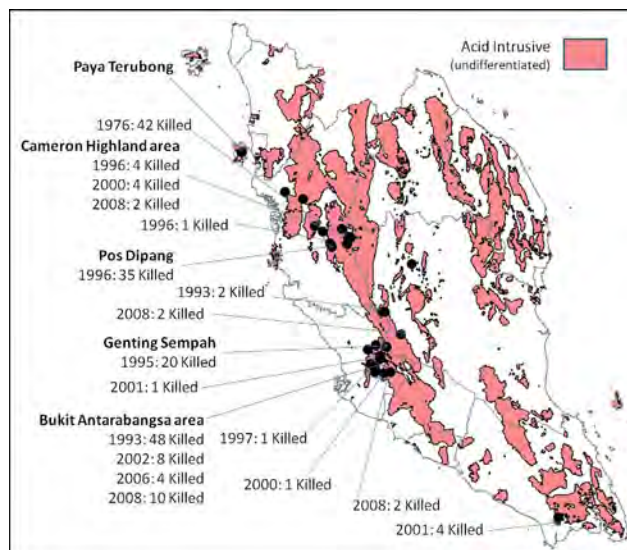 Acid Intrusive
(undifferentiated)
Paya Terubong
1976: 42 Killed
Cameron Highland area
1996: 4 Killed
2000: 4 Killed
2008: 2 Killed
1996: 1 Killed
Pos Dipang
1996: 35 Killed
1993: 2 Killed
2008: 2 Killed
Genting Sempah
1995: 20 Killed
2001: 1 Killed
Bukit Antarabangsa area
1993: 48 Killed
2002: 8 Killed
2006: 4 Killed
2008: 10 Killed
1997: 1 Killed
2000: 1 Killed
2008: 2 Killed
2001: 4 Killed